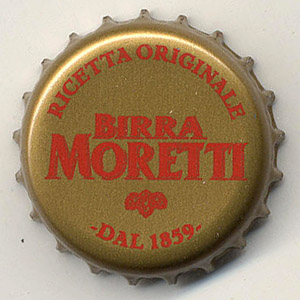 RICETTA ORIGINALE
BIRRA
MORETTI
-DAL 1859-